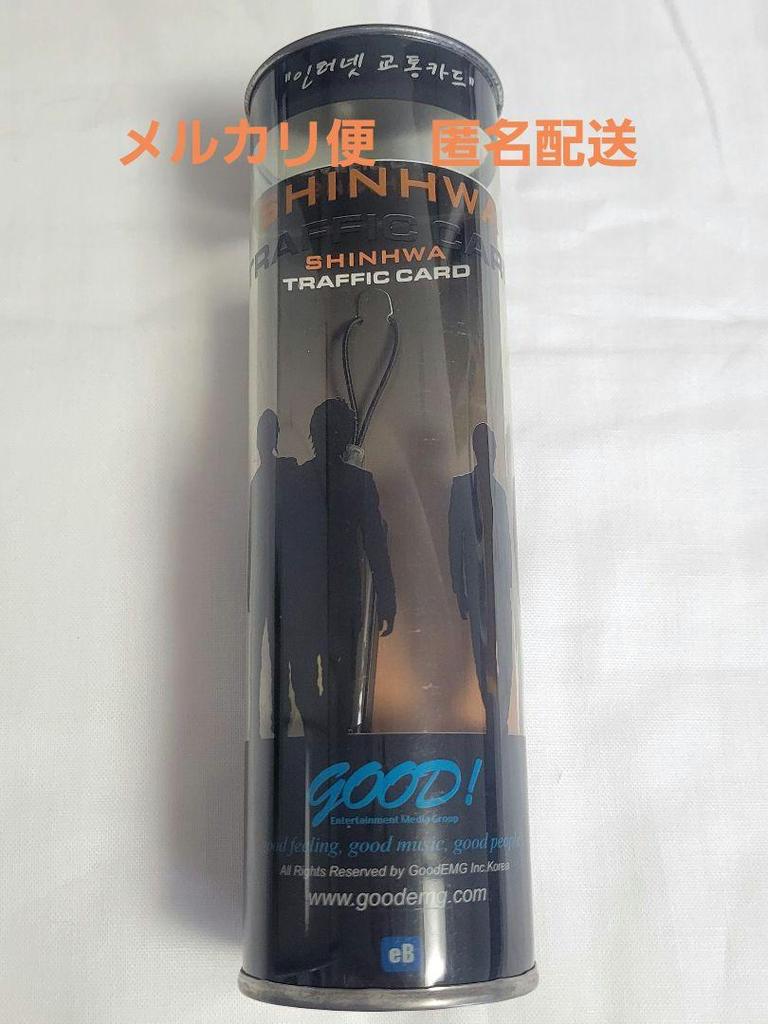 "인터넷 교통카드"
メルカリ便　匿名配送
SHINHWA
TRAFFIC CAR
SHINHWA
TRAFFIC CARD
GOOD!
Entertainment Media Group
good feeling, good music, good people
All Rights Reserved by GoodEMG Inc.Korea
www.goodemg.com
eB